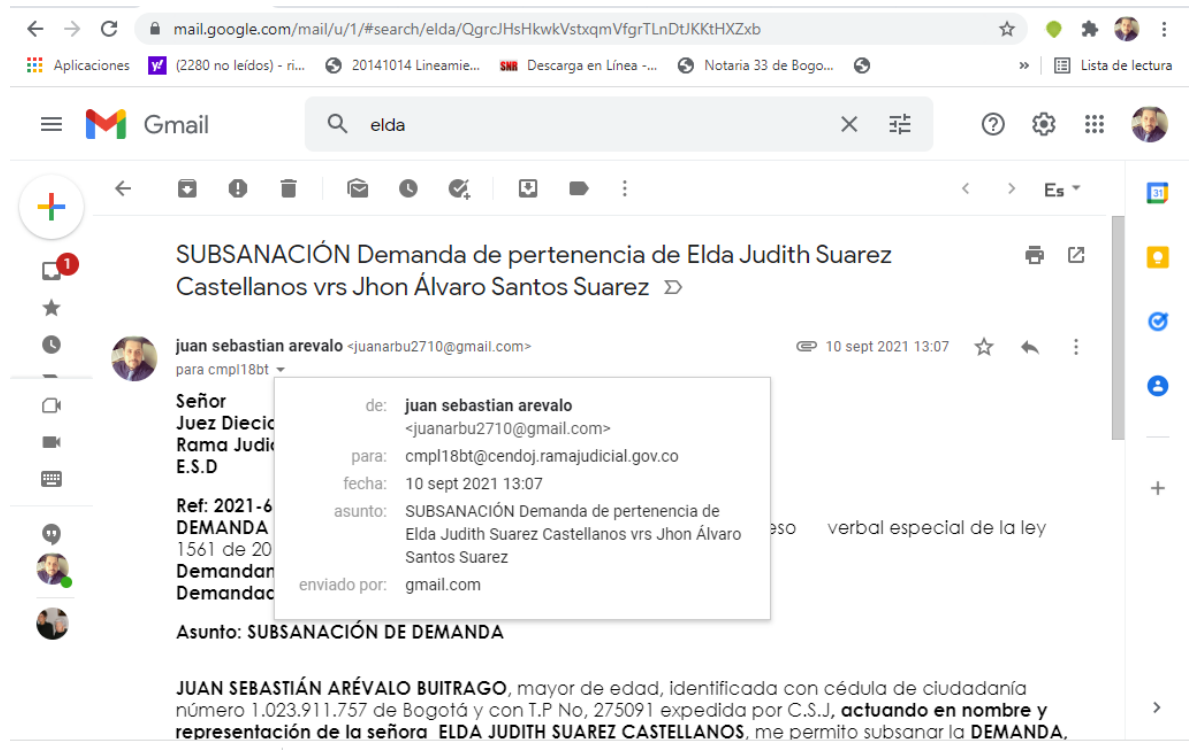 mail.google.com/mail/u/1/#search/elda/QgrcJHsHkwkVstxqmVfgrTLnDtJKKtHXZxb
Aplicaciones (2280 no leídos) - ri... 20141014 Lineamie... SNR Descarga en Línea -... Notaria 33 de Bogo... » Lista de lectura
Gmail elda
Es
31
SUBSANACIÓN Demanda de pertenencia de Elda Judith Suarez
Castellanos vrs Jhon Álvaro Santos Suarez
1
juan sebastian arevalo <juanarbu2710@gmail.com> 10 sept 2021 13:07
para cmpl18bt
Señor
Juez Diecio
Rama Judic
E.S.D
Ref: 2021-6
DEMANDA
1561 de 20
Demandan
Demandad
de: juan sebastian arevalo
<juanarbu2710@gmail.com>
para: cmpl18bt@cendoj.ramajudicial.gov.co
fecha: 10 sept 2021 13:07
asunto: SUBSANACIÓN Demanda de pertenencia de
Elda Judith Suarez Castellanos vrs Jhon Álvaro
Santos Suarez
enviado por: gmail.com
eso verbal especial de la ley
Asunto: SUBSANACIÓN DE DEMANDA
JUAN SEBASTIÁN ARÉVALO BUITRAGO, mayor de edad, identificada con cédula de ciudadanía
número 1.023.911.757 de Bogotá y con T.P No, 275091 expedida por C.S.J, actuando en nombre y
representación de la señora ELDA JUDITH SUAREZ CASTELLANOS, me permito subsanar la DEMANDA,